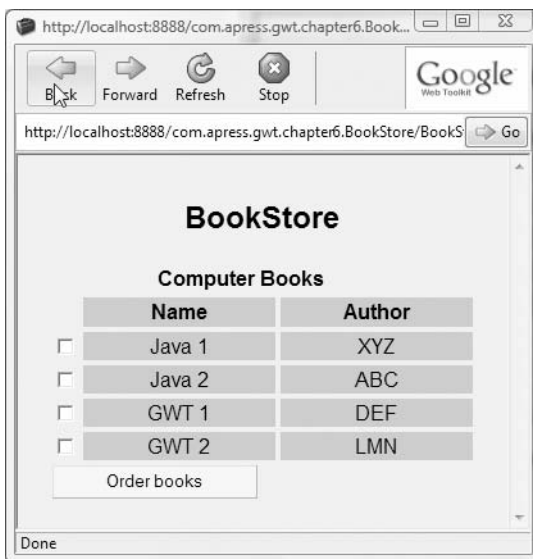 http://localhost:8888/com.apress.gwt.chapter6.Book...
Back Forward Refresh Stop
Google
Web Toolkit
http://localhost:8888/com.apress.gwt.chapter6.BookStore/BookS Go
BookStore
Computer Books
Name Author
Java 1 XYZ
Java 2 ABC
GWT 1 DEF
GWT 2 LMN
Order books
Done